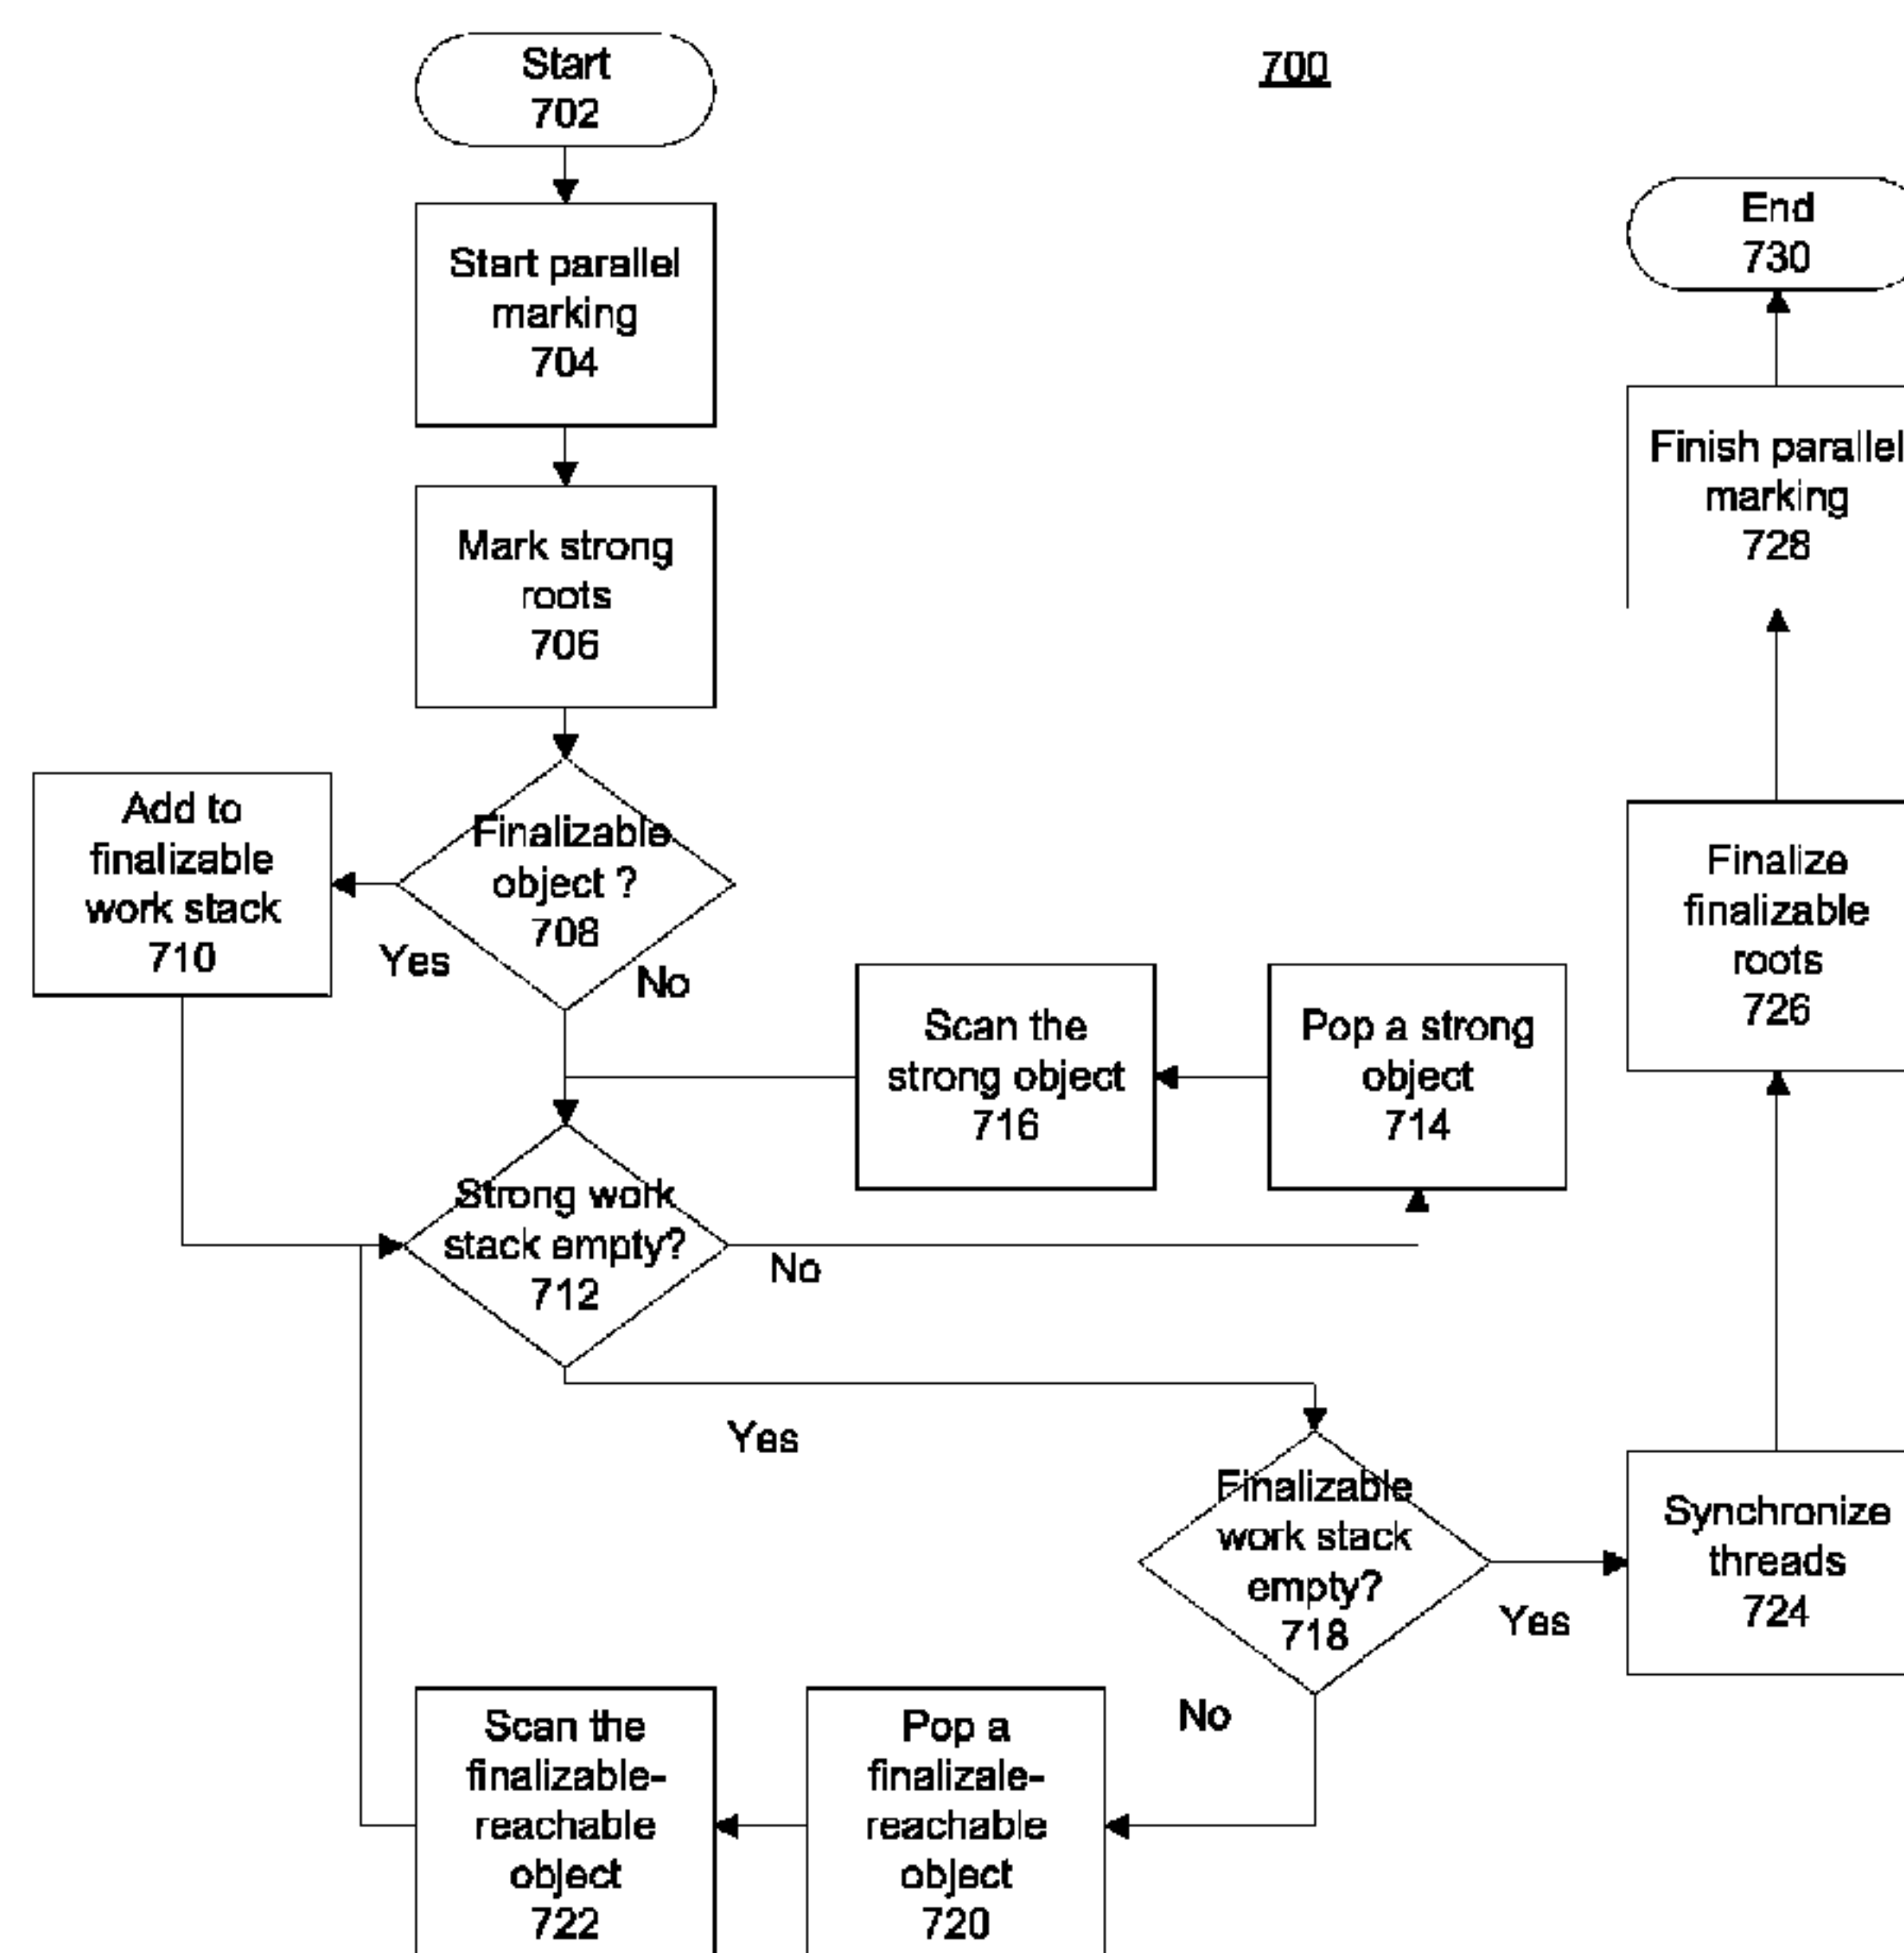 700
Start
702
Start parallel
marking
704
Mark strong
roots
706
Finalizable
object ?
708
Yes
No
Add to
finalizable
work stack
710
Strong work
stack empty?
712
No
Yes
Pop a strong
object
714
Scan the
strong object
716
Finalizable
work stack
empty?
718
No
Yes
Pop a
finalizale-
reachable
object
720
Scan the
finalizable-
reachable
object
722
Synchronize
threads
724
Finalize
finalizable
roots
726
Finish parallel
marking
728
End
730